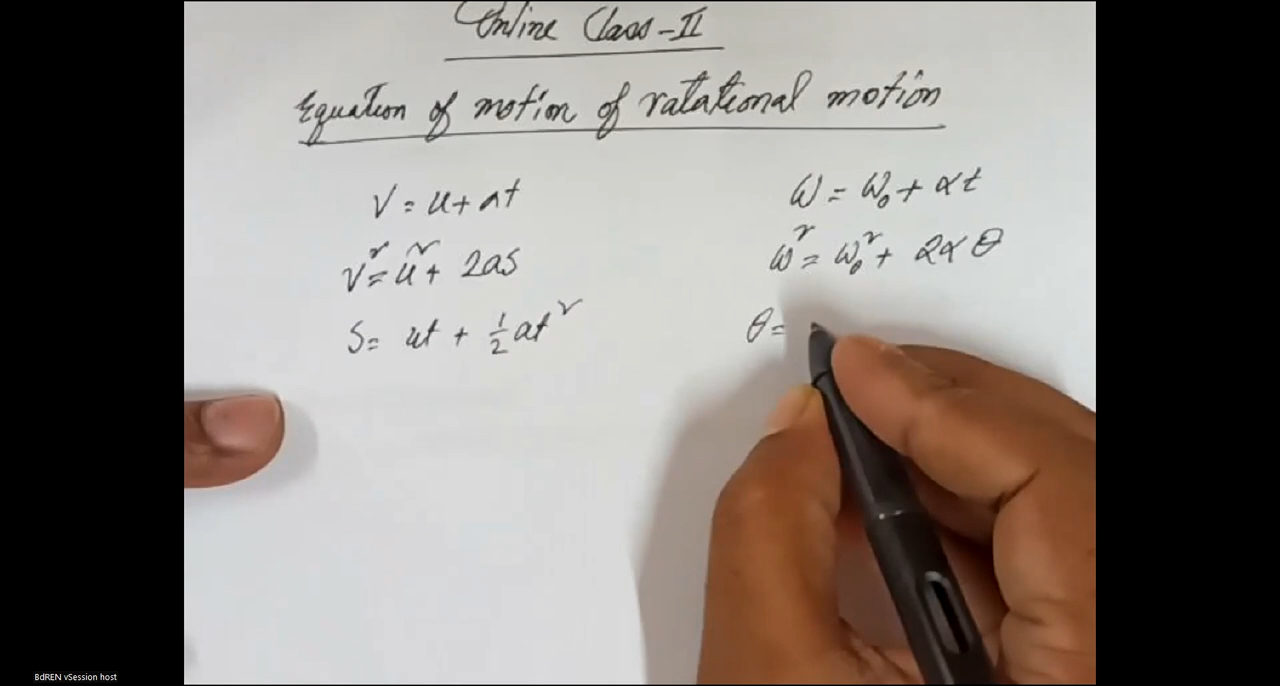 Online Class-II
Equation of motion of ratational motion
V = u + at
ω = ω₀ + αt
V² = u² + 2as
ω² = ω₀² + 2αθ
S = ut + ½at²
θ =
BdREN vSession host